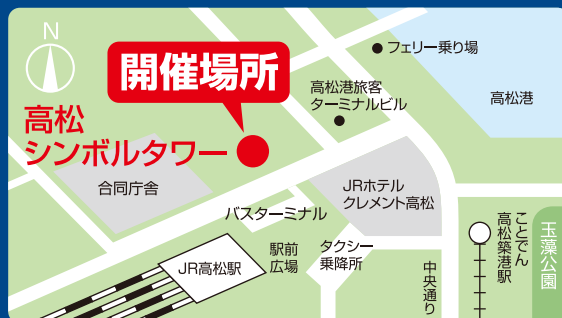 N
開催場所
高松
シンボルタワー
フェリー乗り場
高松港旅客
ターミナルビル
高松港
合同庁舎
JRホテル
クレメント高松
バスターミナル
JR高松駅
駅前
広場
タクシー
乗降所
中央通り
ことでん
高松築港駅
玉藻公園